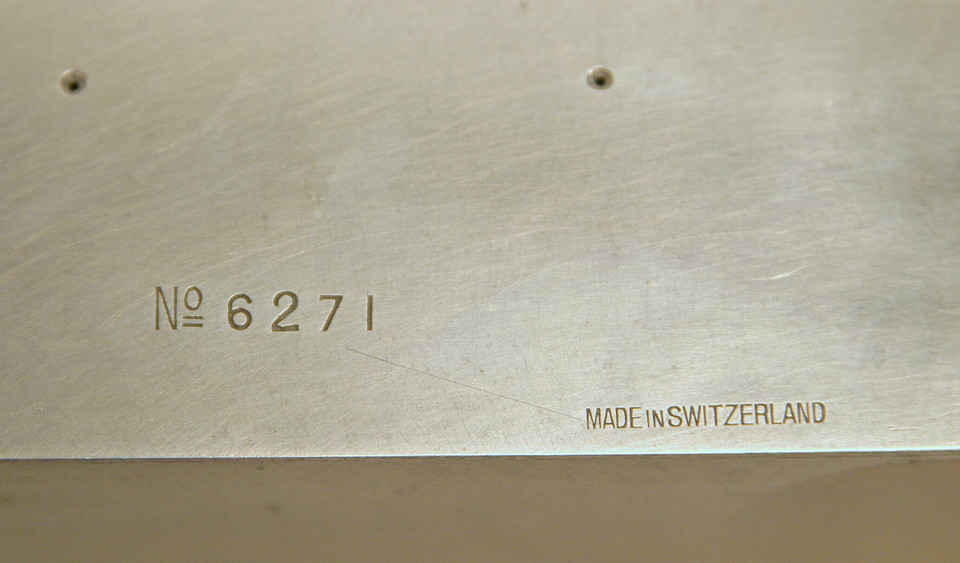 Nº 6271
MADE IN SWITZERLAND